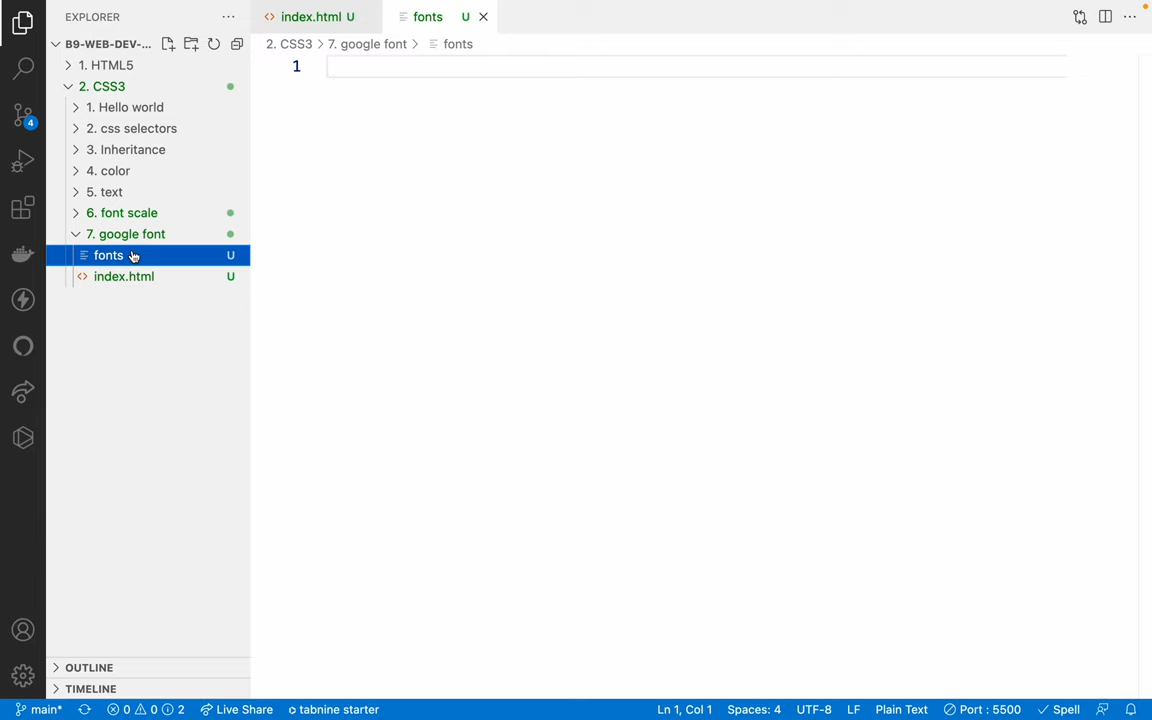 EXPLORER
index.html U
fonts U
B9-WEB-DEV-...
2. CSS3 > 7. google font > fonts
1. HTML5
1
2. CSS3
1. Hello world
2. css selectors
3. Inheritance
4. color
5. text
6. font scale
7. google font
fonts U
index.html U
4
OUTLINE
TIMELINE
main* 0 0 2 Live Share tabnine starter Ln 1, Col 1 Spaces: 4 UTF-8 LF Plain Text Port : 5500 Spell